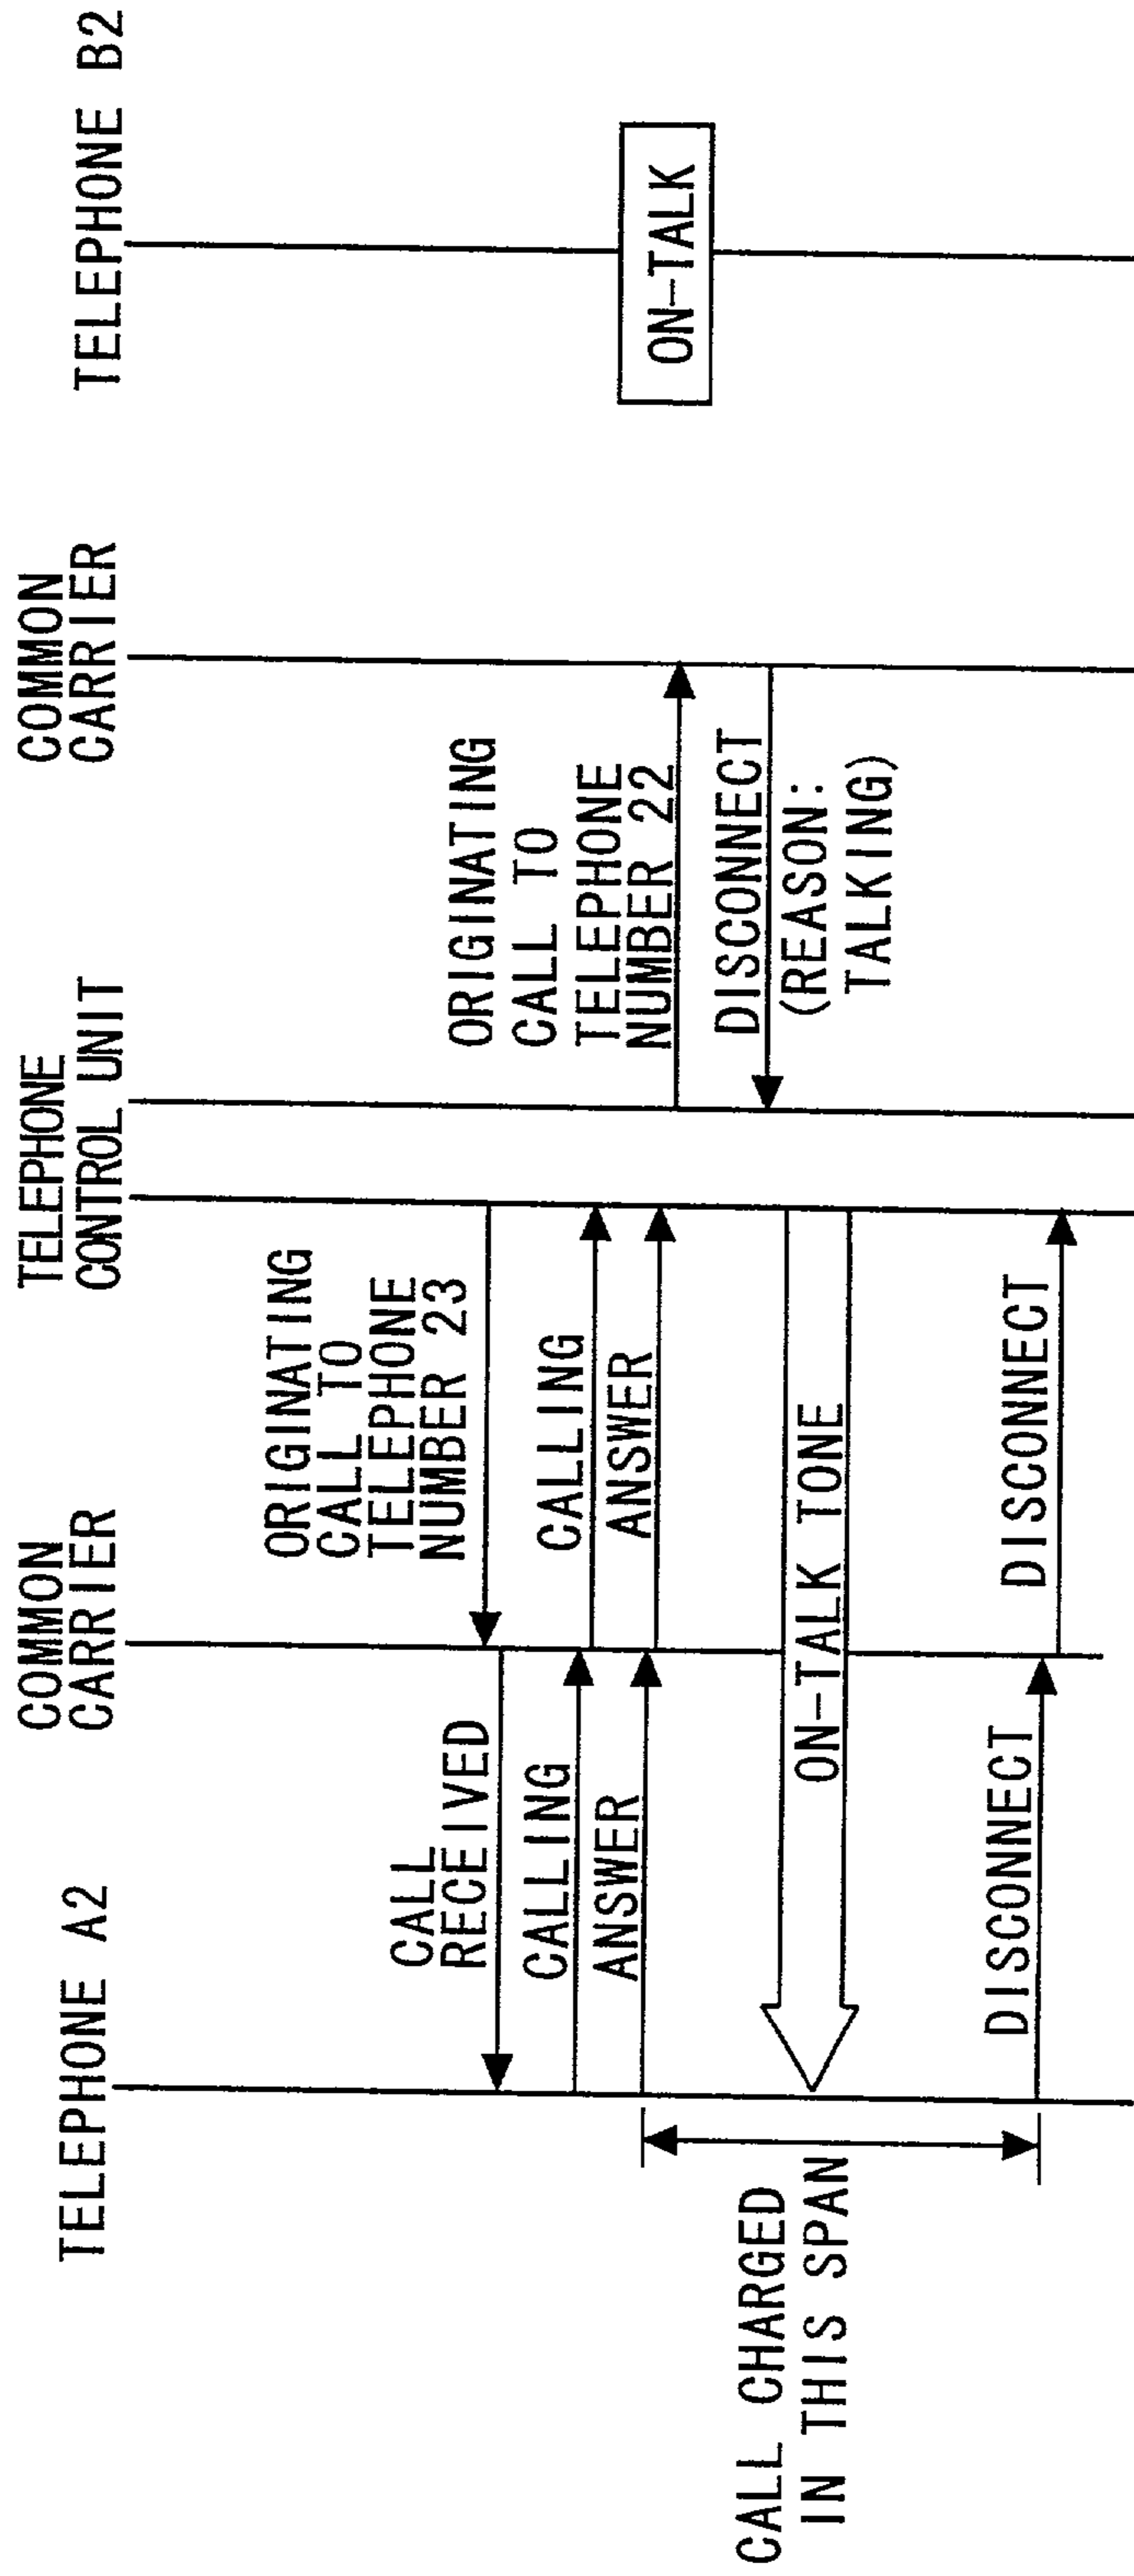 TELEPHONE A2
COMMON
CARRIER
TELEPHONE
CONTROL UNIT
COMMON
CARRIER
TELEPHONE B2
ORIGINATING
CALL TO
TELEPHONE
NUMBER 23
CALL
RECEIVED
CALLING
CALLING
ANSWER
ANSWER
ORIGINATING
CALL TO
TELEPHONE
NUMBER 22
ON-TALK
DISCONNECT
(REASON:
TALKING)
ON-TALK TONE
CALL CHARGED
IN THIS SPAN
DISCONNECT
DISCONNECT